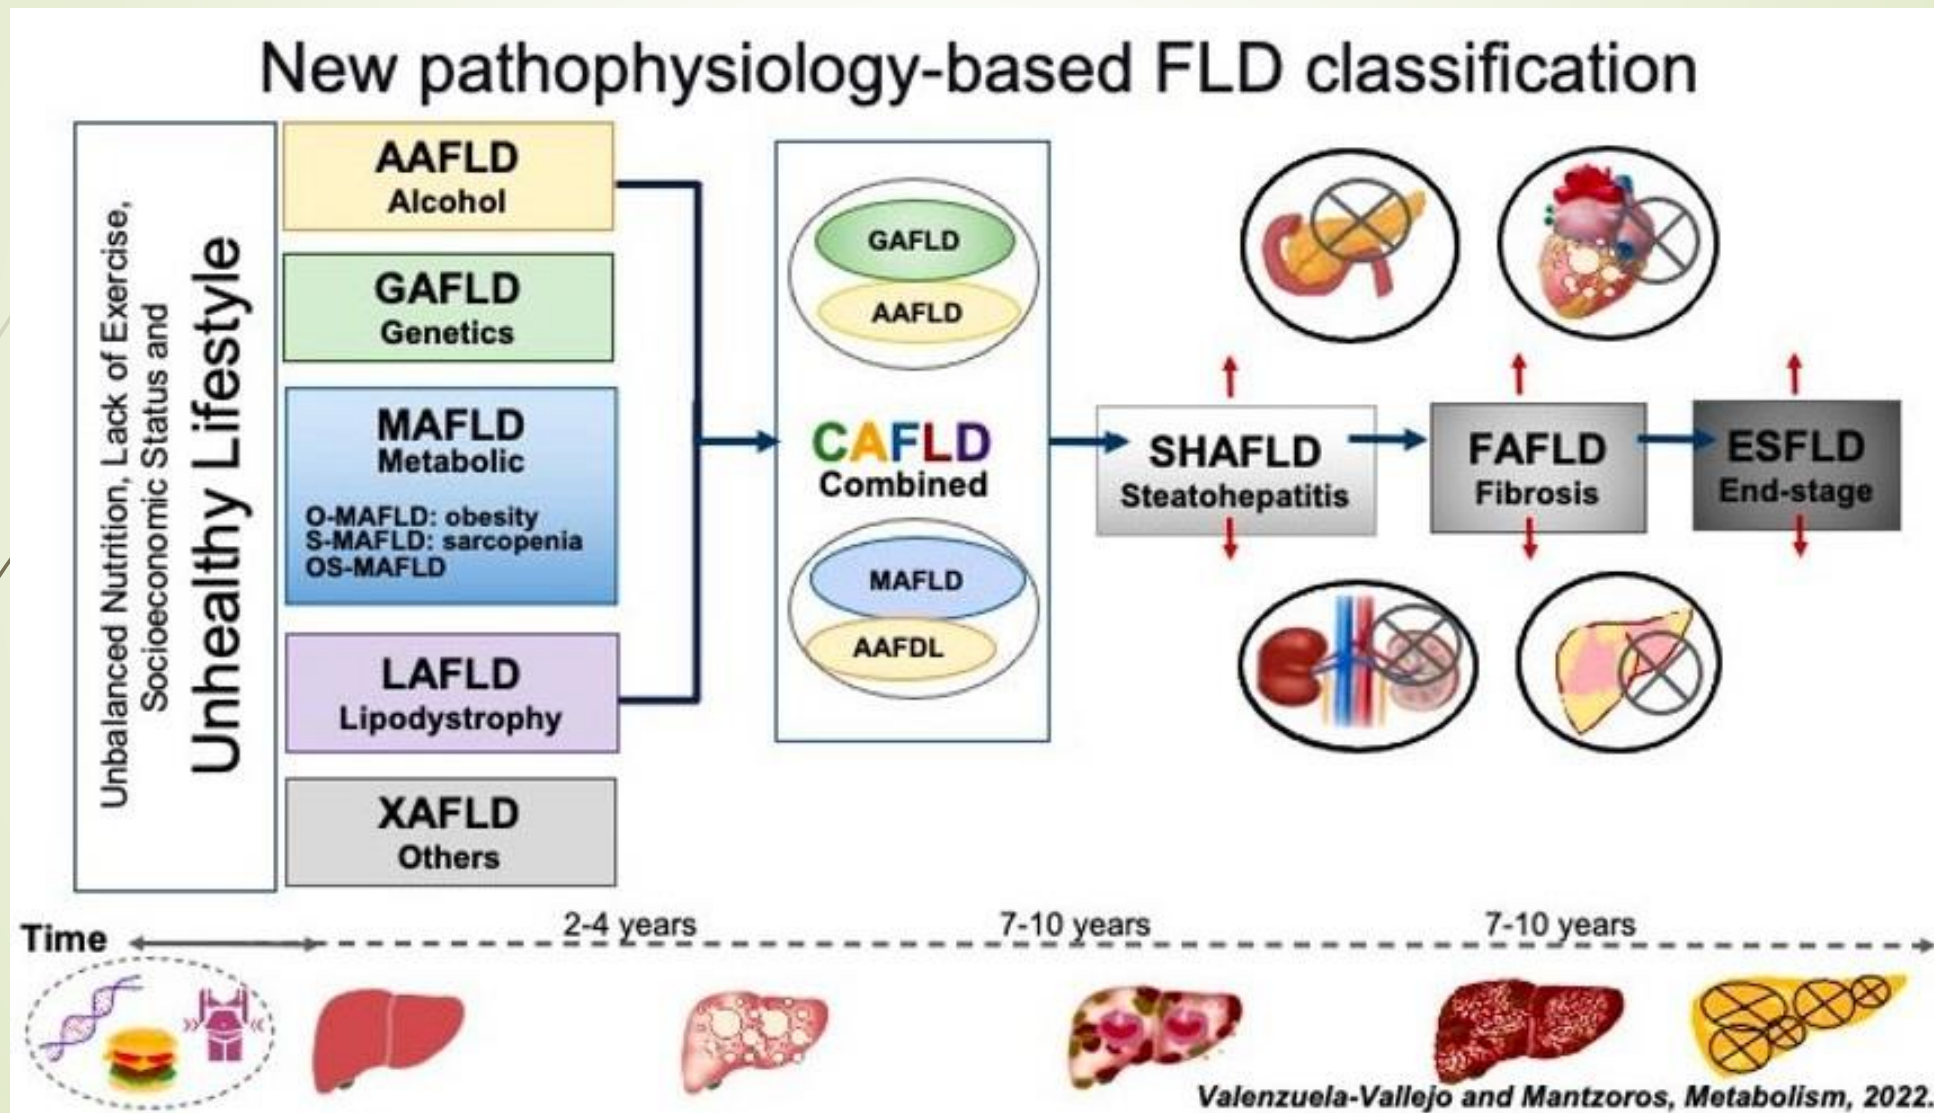 New pathophysiology-based FLD classification
Unbalanced Nutrition, Lack of Exercise,
Socioeconomic Status and
Unhealthy Lifestyle
AAFLD
Alcohol
GAFLD
Genetics
MAFLD
Metabolic
O-MAFLD: obesity
S-MAFLD: sarcopenia
OS-MAFLD
LAFLD
Lipodystrophy
XAFLD
Others
GAFLD
AAFLD
CAFLD
Combined
MAFLD
AAFDL
SHAFLD
Steatohepatitis
FAFLD
Fibrosis
ESFLD
End-stage
Time
2-4 years
7-10 years
7-10 years
Valenzuela-Vallejo and Mantzoros, Metabolism, 2022.